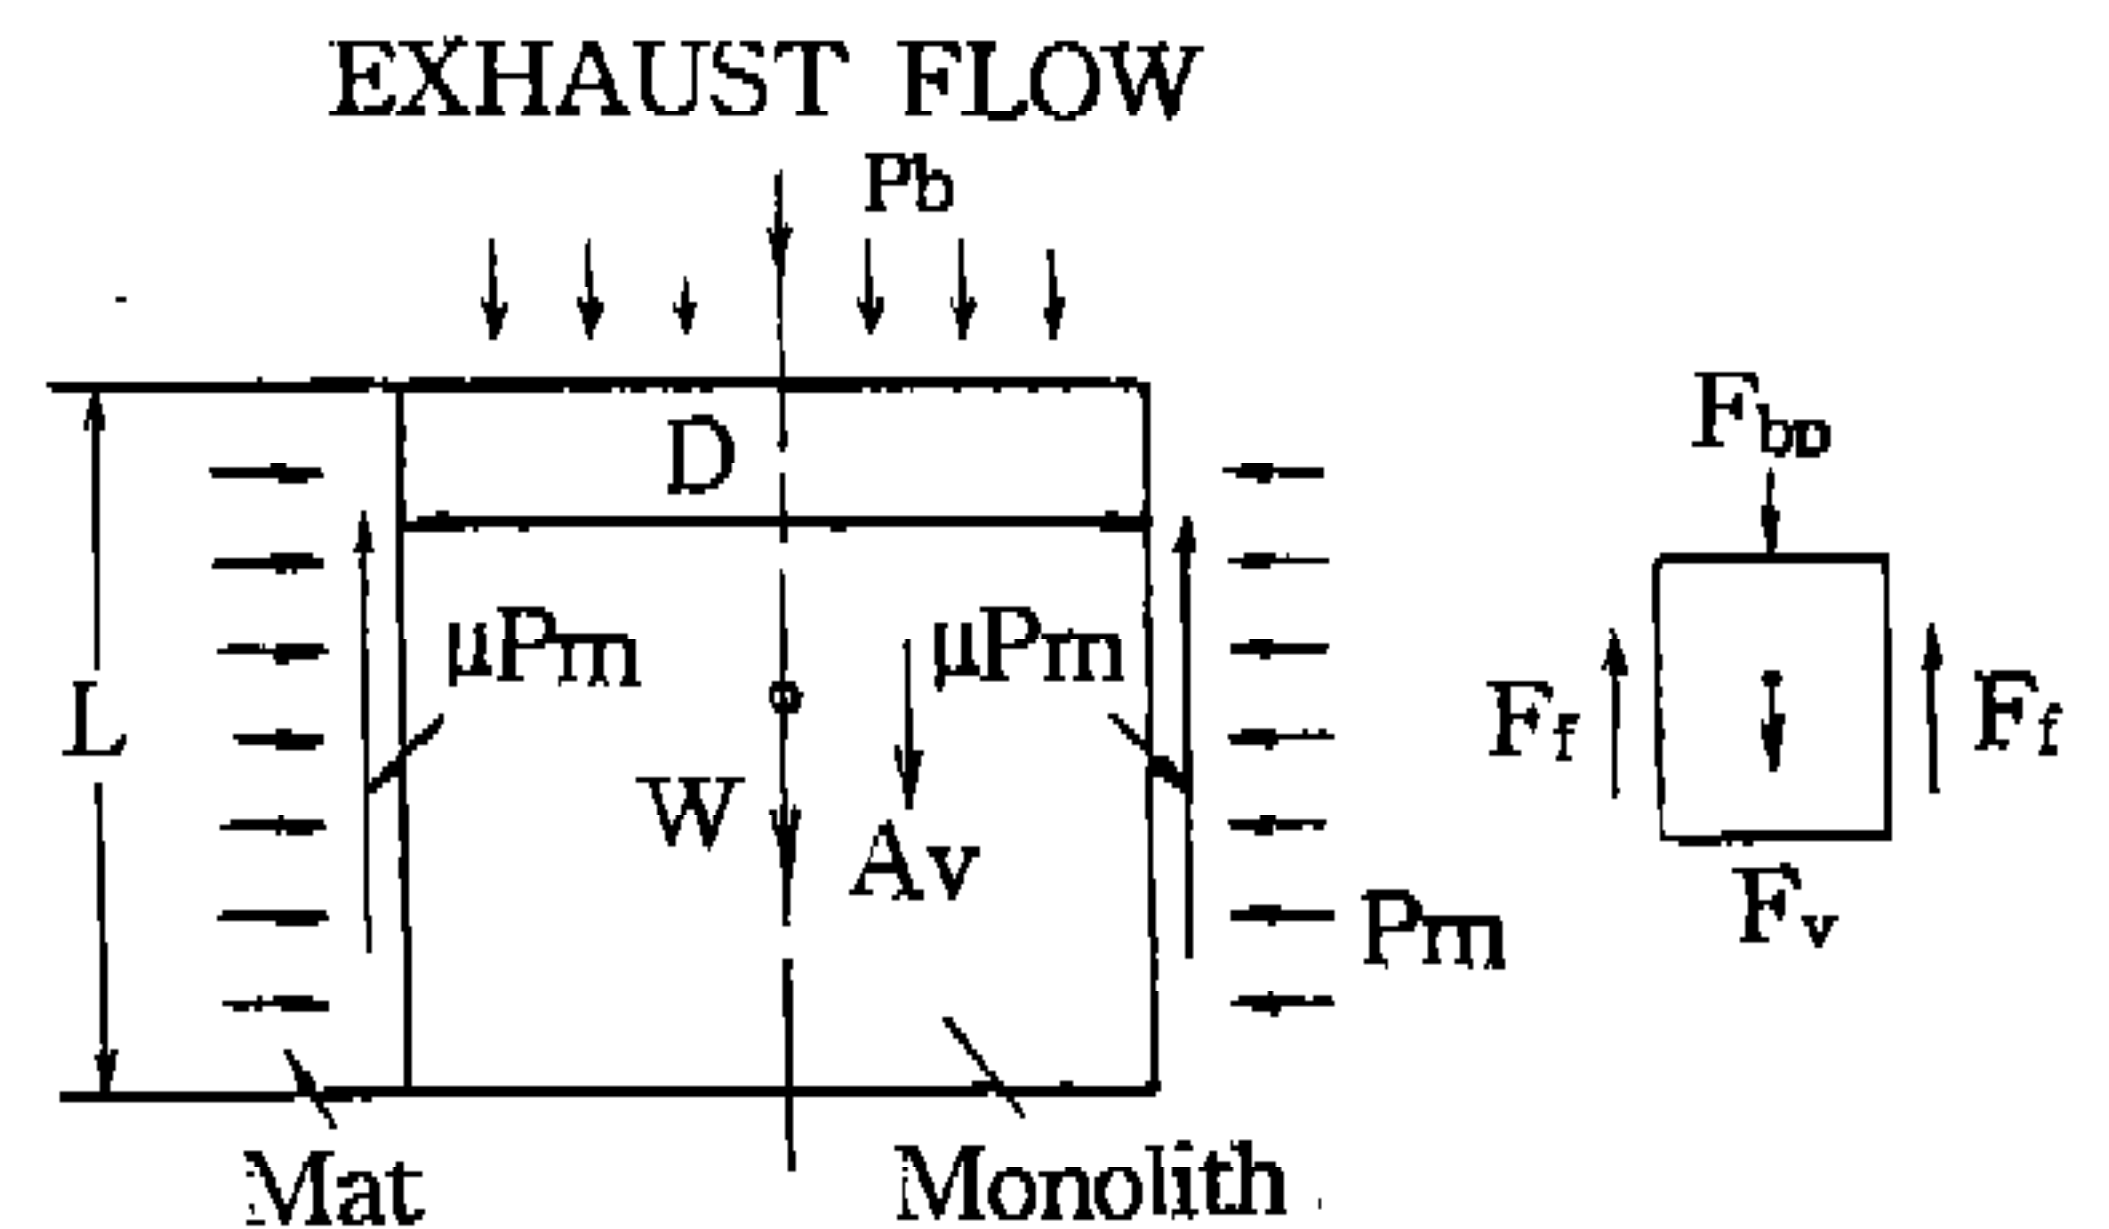 EXHAUST FLOW
Pb
D
Fbp
μPm
μPm
L
Ff
Ff
W
Av
Fv
Pm
Mat
Monolith